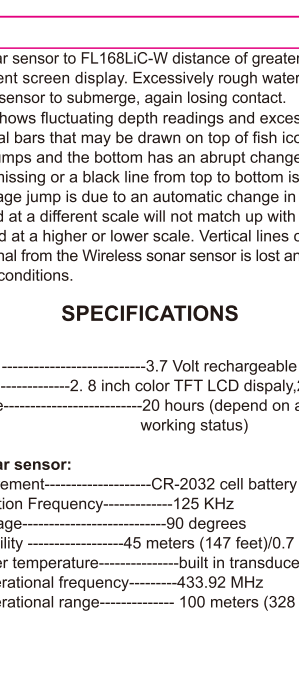 ar sensor to FL168LiC-W distance of greater
ent screen display. Excessively rough water
sensor to submerge, again losing contact.
hows fluctuating depth readings and exces
al bars that may be drawn on top of fish ico
umps and the bottom has an abrupt change
missing or a black line from top to bottom is
age jump is due to an automatic change in
d at a different scale will not match up with
d at a higher or lower scale. Vertical lines o
nal from the Wireless sonar sensor is lost an
conditions.
SPECIFICATIONS
----------------------------3.7 Volt rechargeable
-------------2. 8 inch color TFT LCD dispaly,2
e---------------------------20 hours (depend on a
working status)
ar sensor:
ement---------------------CR-2032 cell battery
tion Frequency-------------125 KHz
age----------------------------90 degrees
ility -------------------45 meters (147 feet)/0.7
er temperature---------------built in transduce
erational frequency---------433.92 MHz
erational range-------------- 100 meters (328